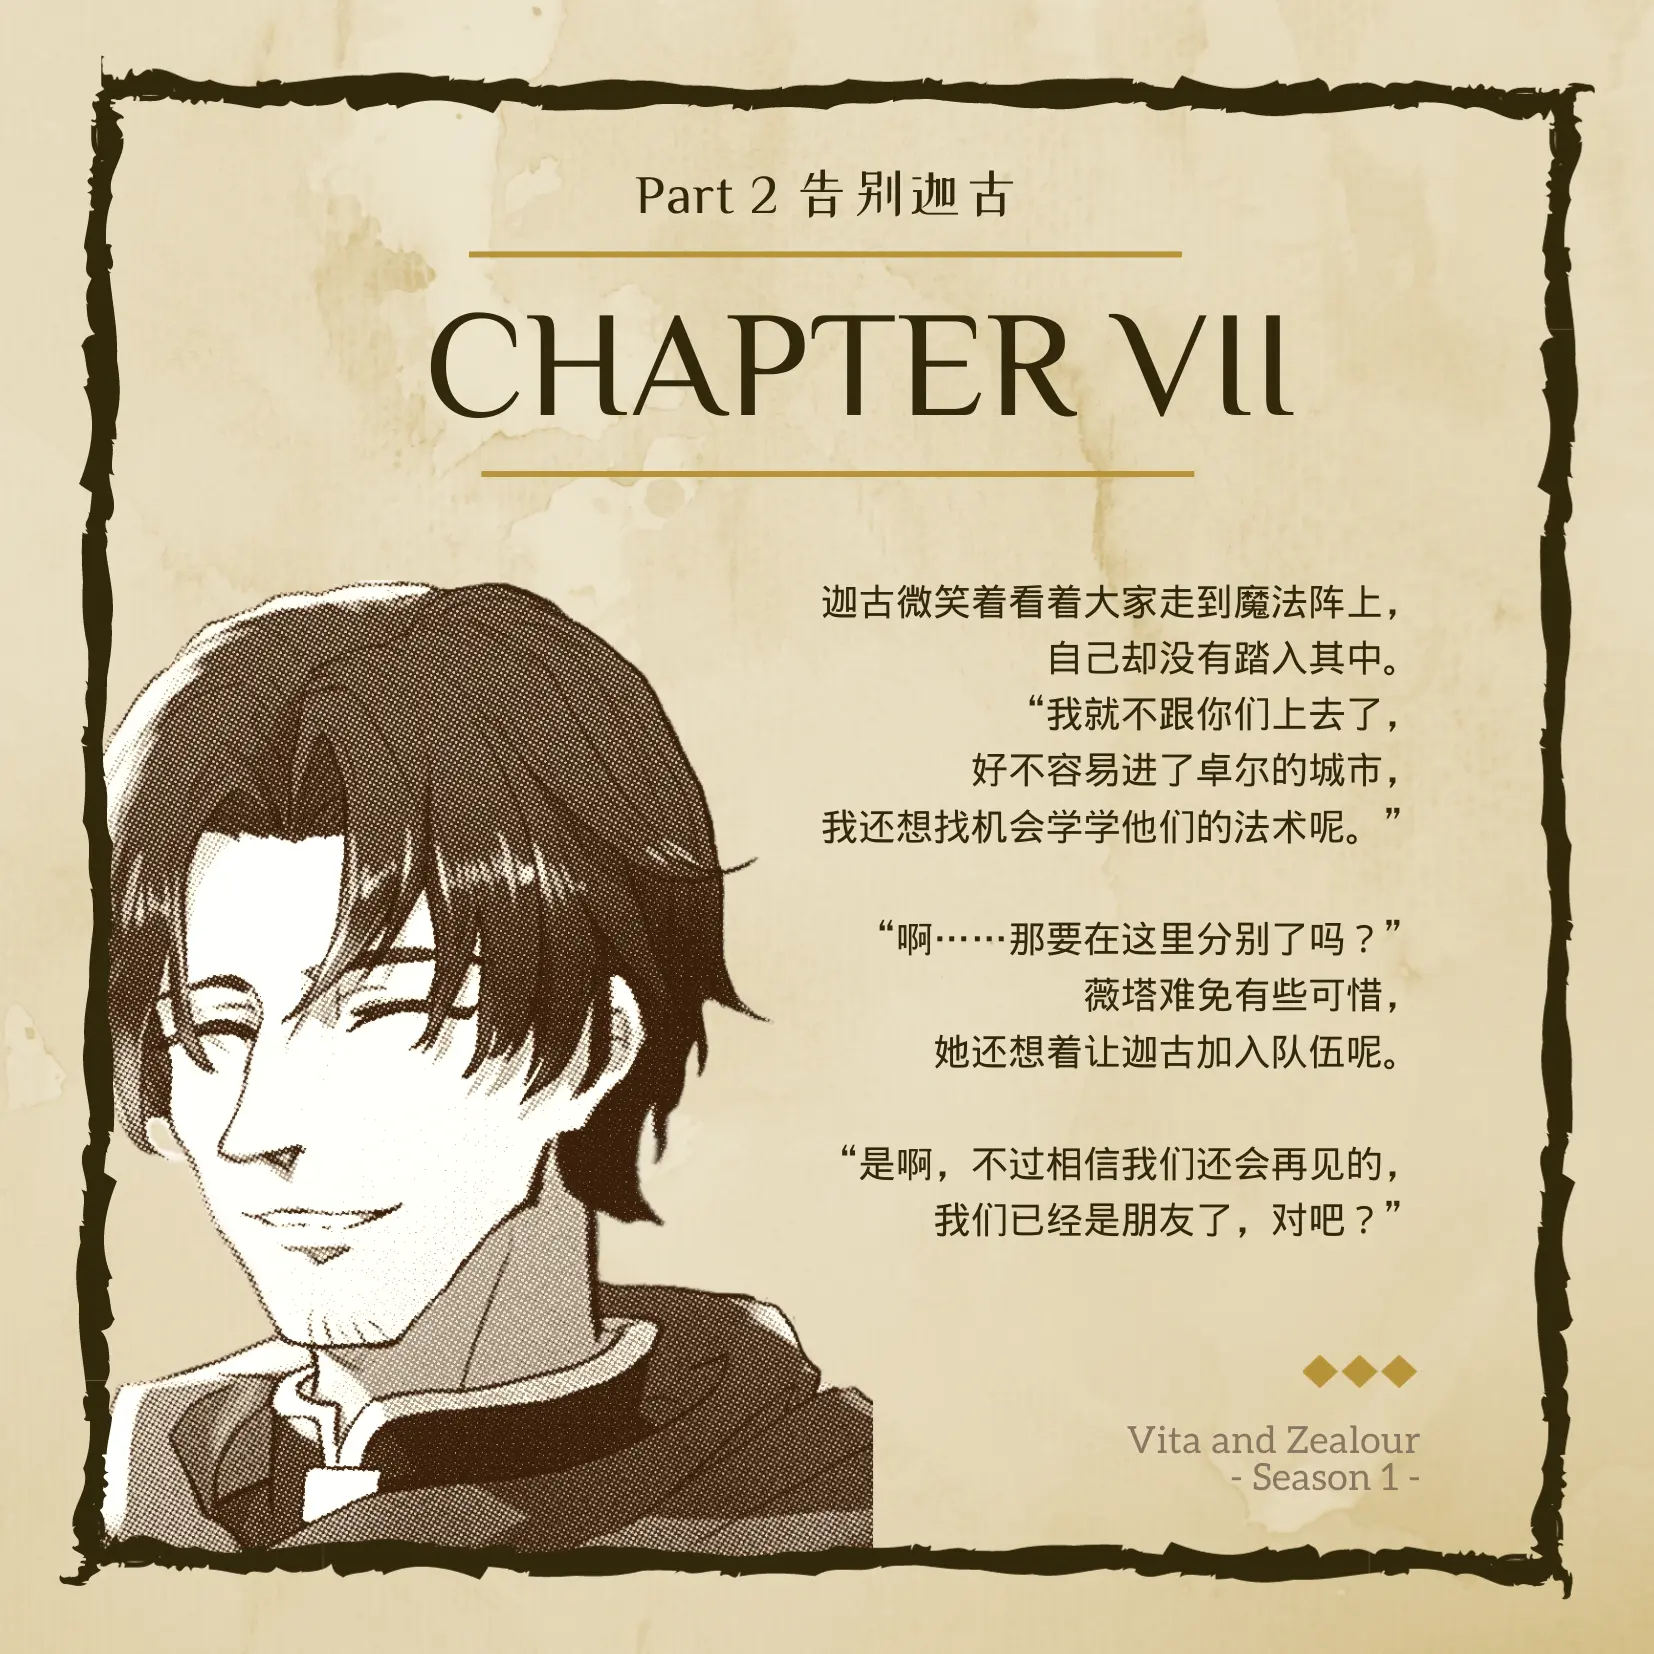 Part 2 告别迦古
CHAPTER VII
迦古微笑着看着大家走到魔法阵上，
自己却没有踏入其中。
“我就不跟你们上去了，
好不容易进了卓尔的城市，
我还想找机会学学他们的法术呢。”
“啊……那要在这里分别了吗？”
薇塔难免有些可惜，
她还想着让迦古加入队伍呢。
“是啊，不过相信我们还会再见的，
我们已经是朋友了，对吧？”
Vita and Zealour
- Season 1 -